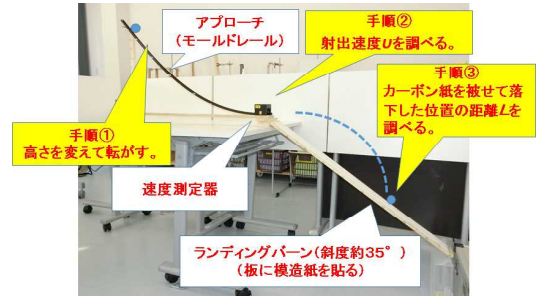 アプローチ
(モールドレール)
手順②
射出速度υを調べる。
手順③
カーボン紙を被せて落
下した位置の距離Lを
調べる。
手順①
高さを変えて転がす。
速度測定器
ランディングバーン(斜度約35°)
(板に模造紙を貼る)